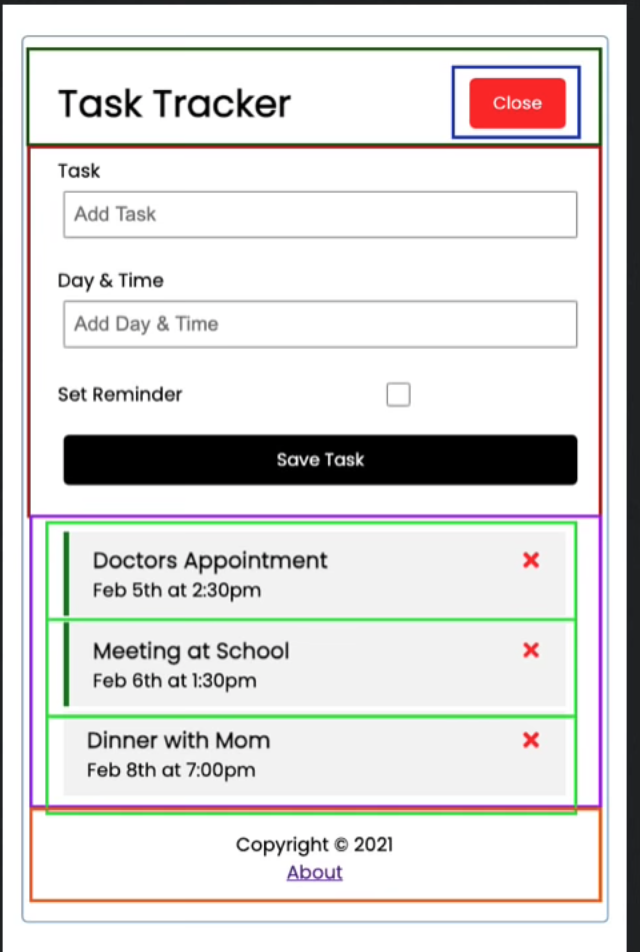 Task Tracker
Close
Task
Add Task
Day & Time
Add Day & Time
Set Reminder
Save Task
Doctors Appointment
Feb 5th at 2:30pm
Meeting at School
Feb 6th at 1:30pm
Dinner with Mom
Feb 8th at 7:00pm
Copyright © 2021
About